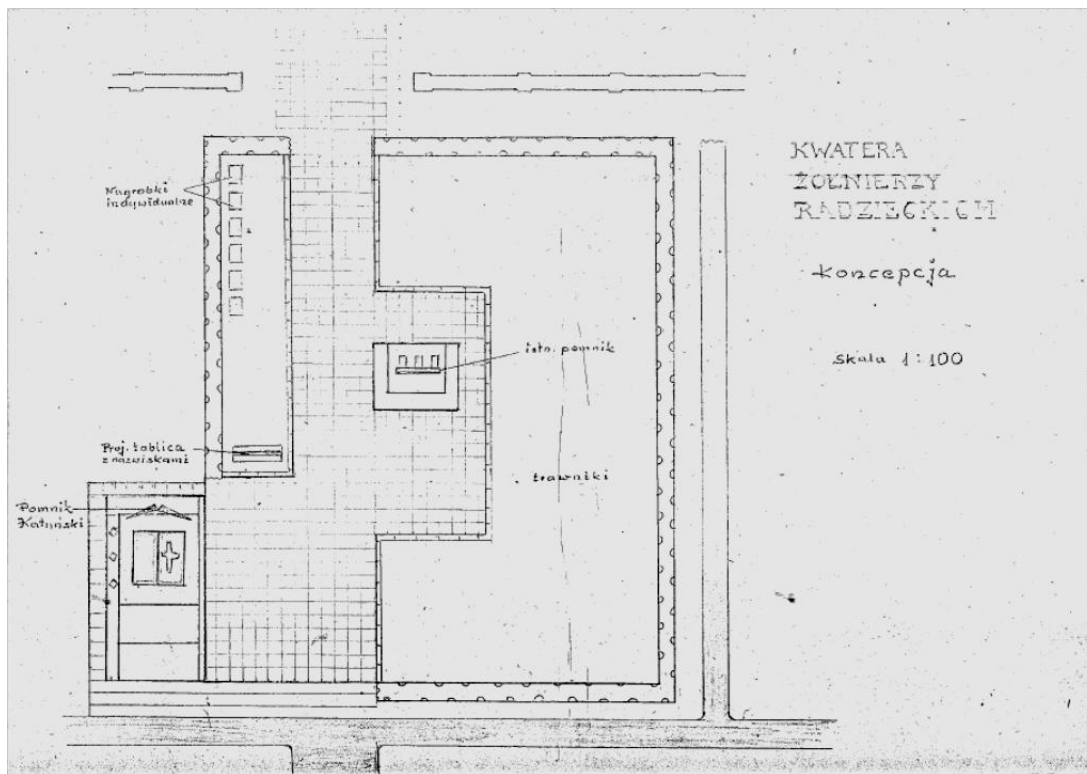 KWATERA
ŻOŁNIERZY
RADZIECKICH
koncepcja
Skala 1:100
Nagrobki
indywidualne
istn. pomnik
Proj. tablica
z nazwiskami
trawniki
Pomnik
Katyński